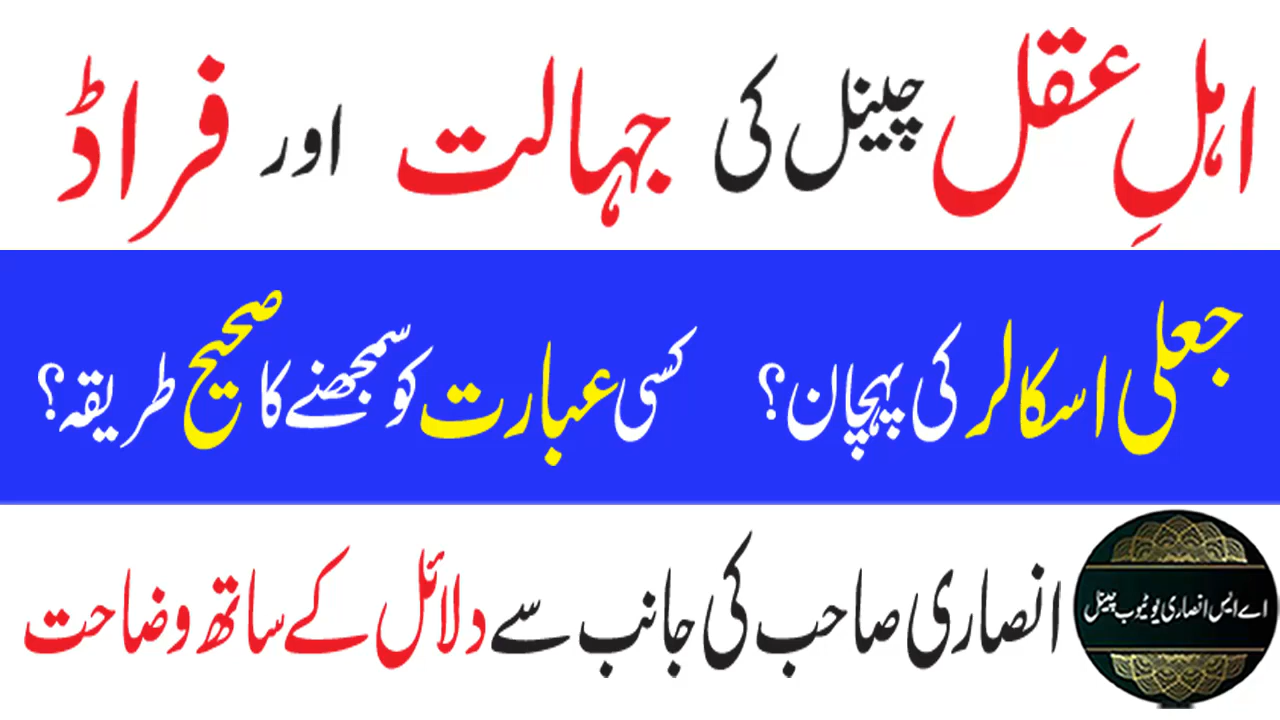 اہلِ عقل چینل کی جہالت اور فراڈ
جعلی اسکالر کی پہچان؟ کسی عبارت کو سمجھنے کا صحیح طریقہ؟
انصاری صاحب کی جانب سے دلائل کے ساتھ وضاحت
اے ایس انصاری یوٹیوب چینل